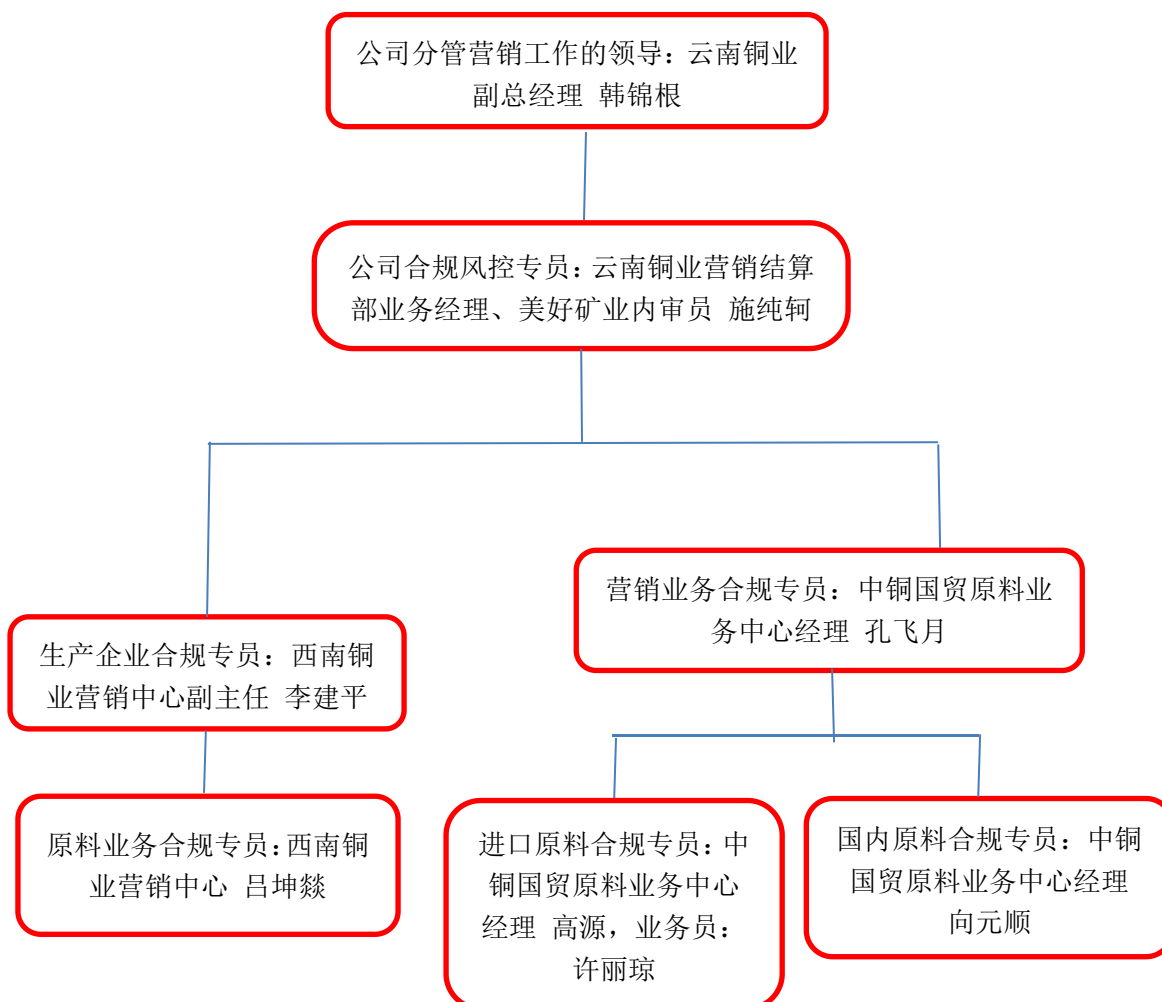 公司分管营销工作的领导：云南铜业
副总经理 韩锦根
公司合规风控专员：云南铜业营销结算
部业务经理、美好矿业内审员 施纯轲
营销业务合规专员：中铜国贸原料业
务中心经理 孔飞月
生产企业合规专员：西南铜
业营销中心副主任 李建平
原料业务合规专员：西南铜
业营销中心 吕坤燚
进口原料合规专员：中
铜国贸原料业务中心
经理 高源，业务员：
许丽琼
国内原料合规专员：中铜
国贸原料业务中心经理
向元顺